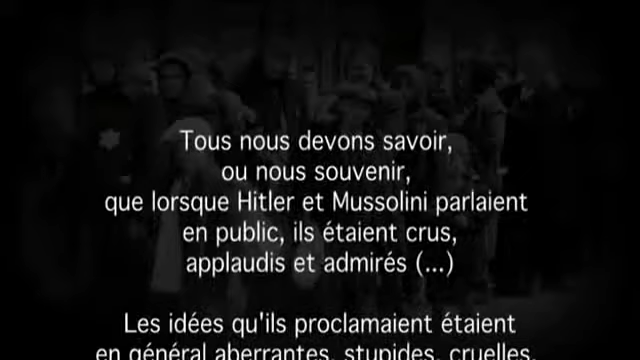 Tous nous devons savoir,
ou nous souvenir,
que lorsque Hitler et Mussolini parlaient
en public, ils étaient crus,
applaudis et admirés (...)
Les idées qu'ils proclamaient étaient
en général aberrantes, stupides, cruelles.